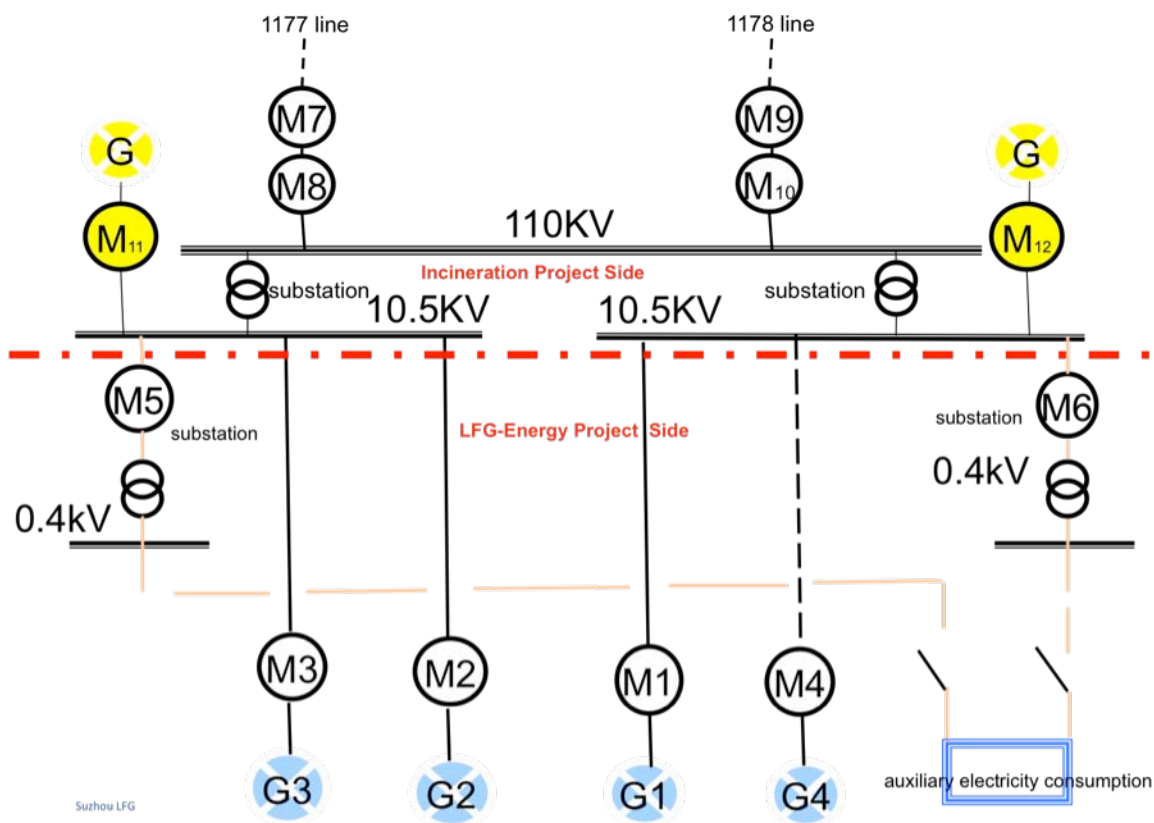 1177 line
1178 line
M7
M9
G
G
M8
M10
M11
M12
110KV
Incineration Project Side
substation
substation
10.5KV
10.5KV
M5
M6
substation
LFG-Energy Project Side
substation
0.4kV
0.4kV
M3
M2
M1
M4
G3
G2
G1
G4
auxiliary electricity consumption
Suzhou LFG